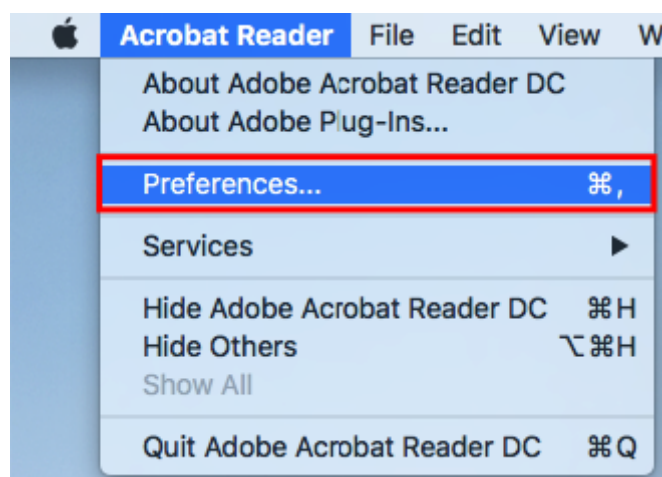 Acrobat Reader File Edit View W
About Adobe Acrobat Reader DC
About Adobe Plug-Ins...
Preferences... ⌘,
Services ▶
Hide Adobe Acrobat Reader DC ⌘H
Hide Others ⌥⌘H
Show All
Quit Adobe Acrobat Reader DC ⌘Q